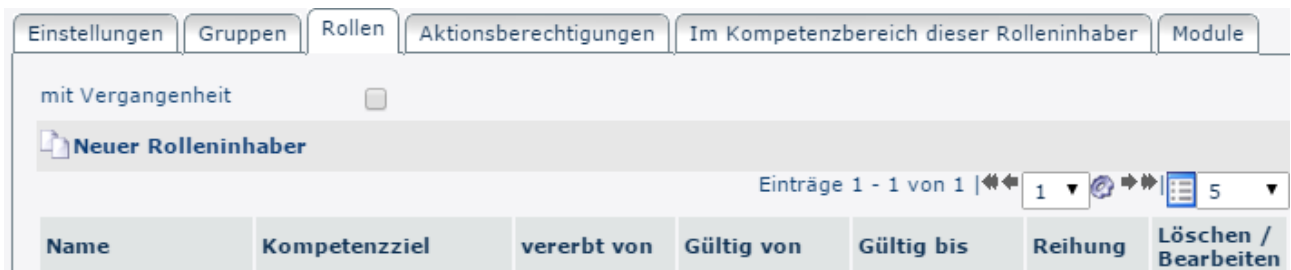 Einstellungen Gruppen Rollen Aktionsberechtigungen Im Kompetenzbereich dieser Rolleninhaber Module
mit Vergangenheit
Neuer Rolleninhaber
Einträge 1 - 1 von 1 | 1 | 5
Name Kompetenzziel vererbt von Gültig von Gültig bis Reihung Löschen /
Bearbeiten